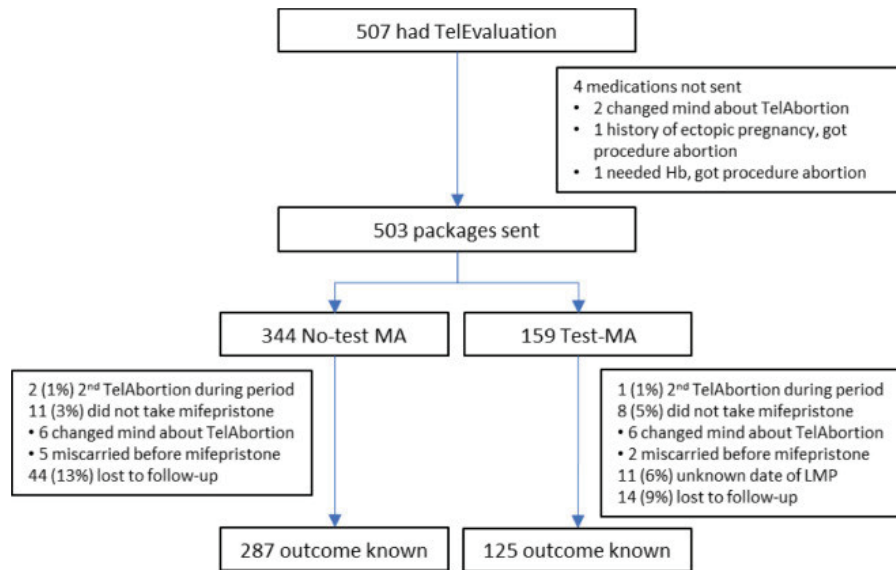 507 had TelEvaluation
4 medications not sent
• 2 changed mind about TelAbortion
• 1 history of ectopic pregnancy, got
procedure abortion
• 1 needed Hb, got procedure abortion
503 packages sent
344 No-test MA
159 Test-MA
2 (1%) 2nd TelAbortion during period
11 (3%) did not take mifepristone
• 6 changed mind about TelAbortion
• 5 miscarried before mifepristone
44 (13%) lost to follow-up
1 (1%) 2nd TelAbortion during period
8 (5%) did not take mifepristone
• 6 changed mind about TelAbortion
• 2 miscarried before mifepristone
11 (6%) unknown date of LMP
14 (9%) lost to follow-up
287 outcome known
125 outcome known